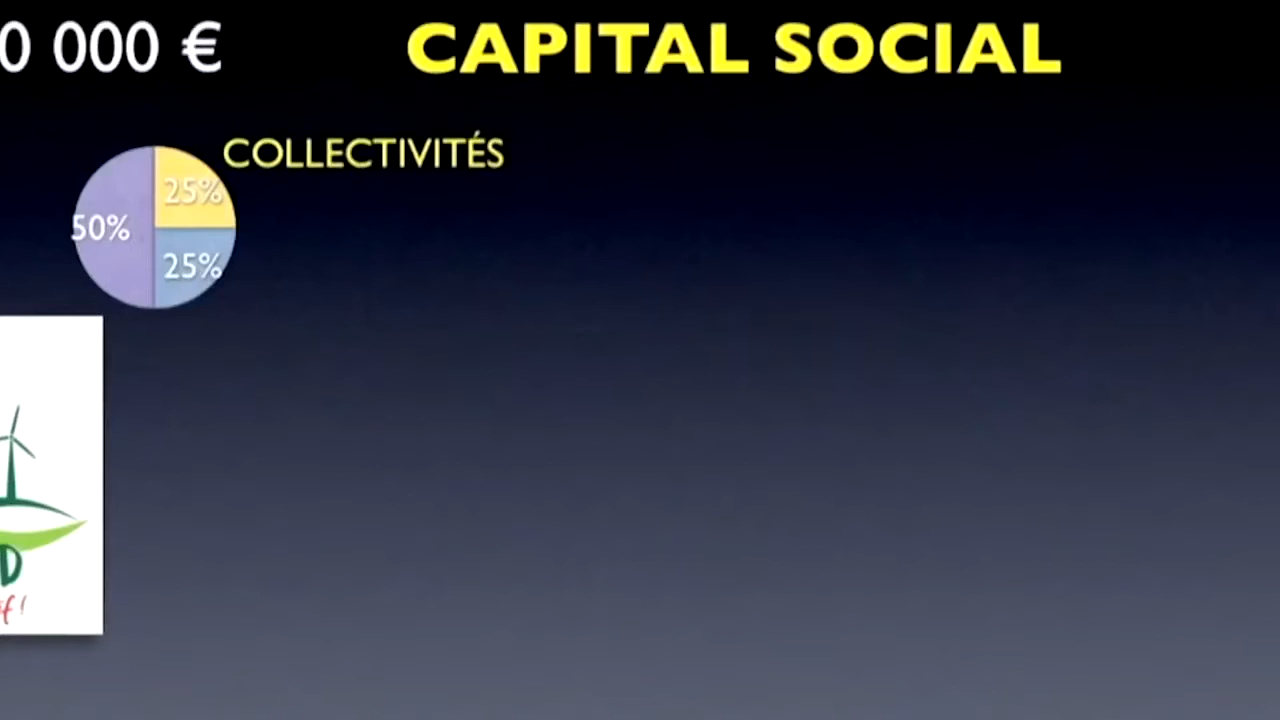 0 000 € CAPITAL SOCIAL
COLLECTIVITÉS
25%
50%
25%
D
f !